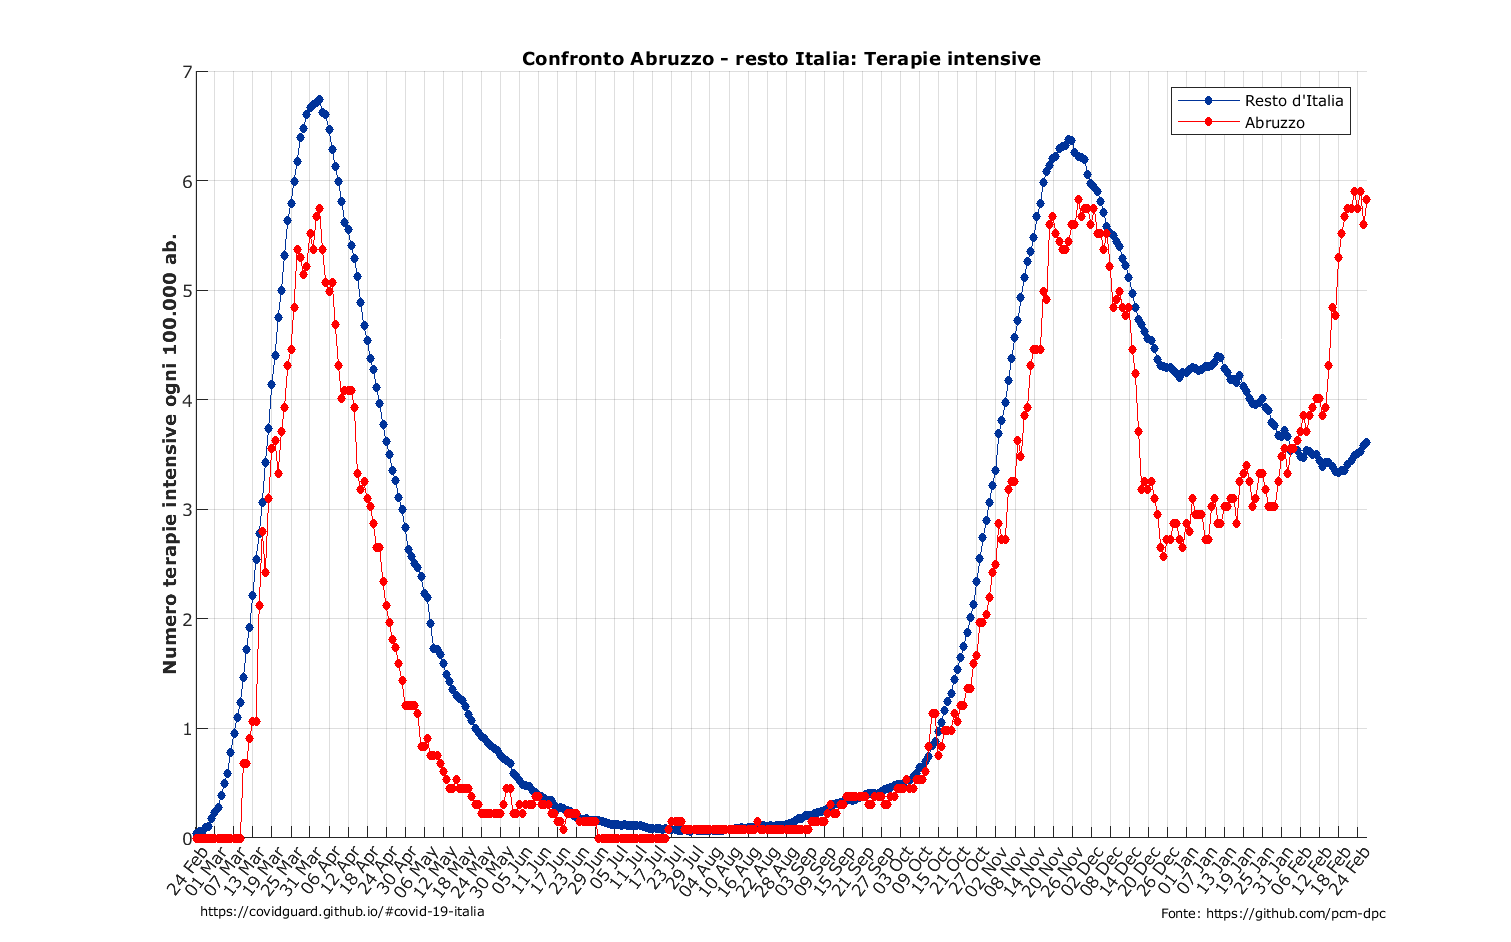 Confronto Abruzzo - resto Italia: Terapie intensive
Resto d'Italia
Abruzzo
Numero terapie intensive ogni 100.000 ab.
7
6
5
4
3
2
1
0
24 Feb
01 Mar
07 Mar
13 Mar
19 Mar
25 Mar
31 Mar
06 Apr
12 Apr
18 Apr
24 Apr
30 Apr
06 May
12 May
18 May
24 May
30 May
05 Jun
11 Jun
17 Jun
23 Jun
29 Jun
05 Jul
11 Jul
17 Jul
23 Jul
29 Jul
04 Aug
10 Aug
16 Aug
22 Aug
28 Aug
03 Sep
09 Sep
15 Sep
21 Sep
27 Sep
03 Oct
09 Oct
15 Oct
21 Oct
27 Oct
02 Nov
08 Nov
14 Nov
20 Nov
26 Nov
02 Dec
08 Dec
14 Dec
20 Dec
26 Dec
01 Jan
07 Jan
13 Jan
19 Jan
25 Jan
31 Jan
06 Feb
12 Feb
18 Feb
24 Feb
https://covidguard.github.io/#covid-19-italia
Fonte: https://github.com/pcm-dpc